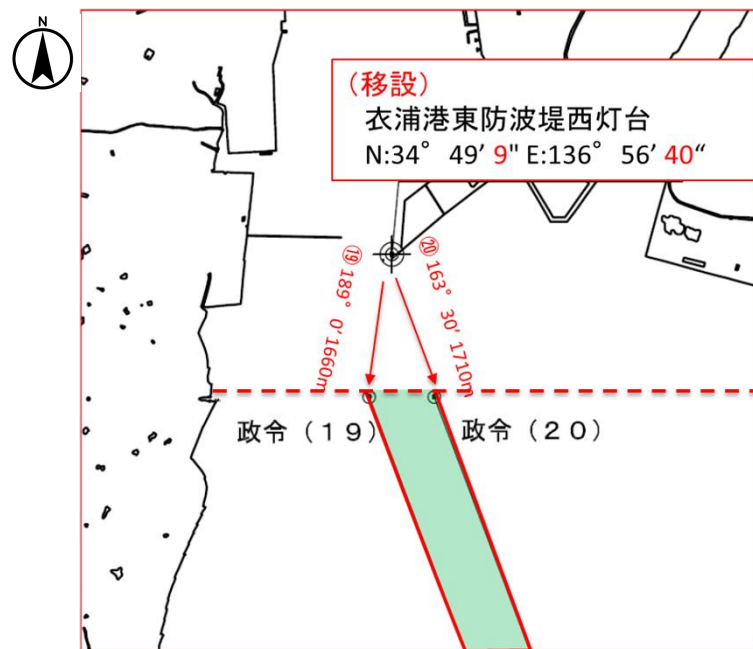 N
（移設）
衣浦港東防波堤西灯台
N:34° 49′ 9" E:136° 56′ 40“
⑲ 189° 0′ 1660m
⑳ 163° 30′ 1710m
政令（１９）
政令（２０）